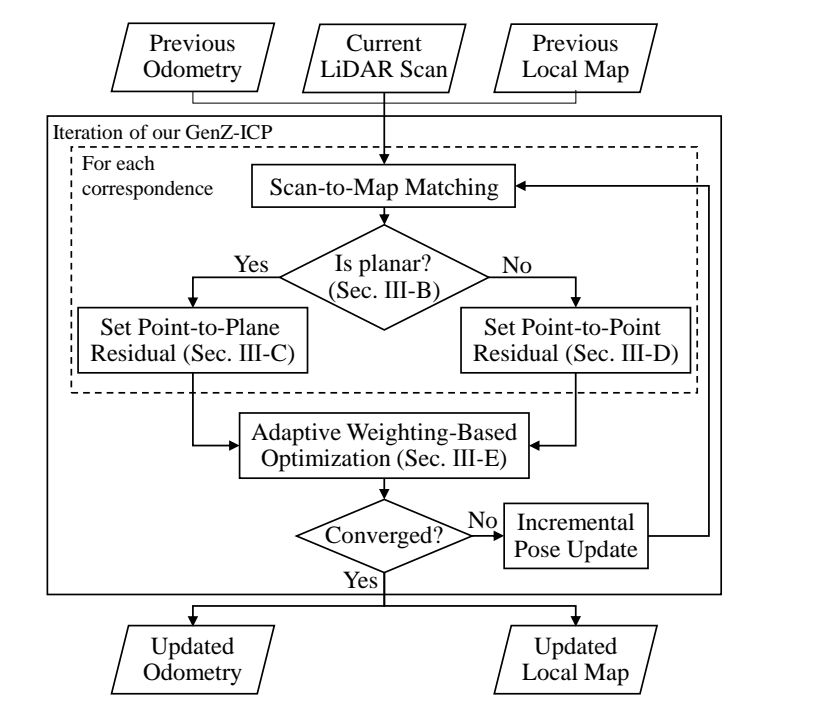 Previous
Odometry
Current
LiDAR Scan
Previous
Local Map
Iteration of our GenZ-ICP
For each
correspondence
Scan-to-Map Matching
Is planar?
(Sec. III-B)
Yes
No
Set Point-to-Plane
Residual (Sec. III-C)
Set Point-to-Point
Residual (Sec. III-D)
Adaptive Weighting-Based
Optimization (Sec. III-E)
Converged?
No
Incremental
Pose Update
Yes
Updated
Odometry
Updated
Local Map